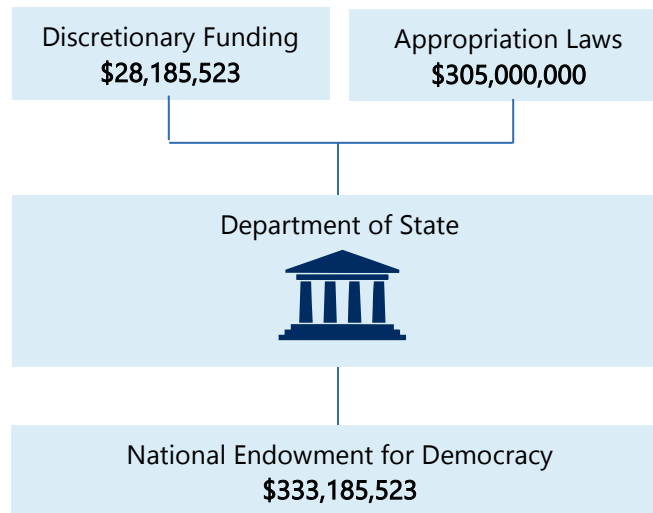 Discretionary Funding
$28,185,523
Appropriation Laws
$305,000,000
Department of State
National Endowment for Democracy
$333,185,523